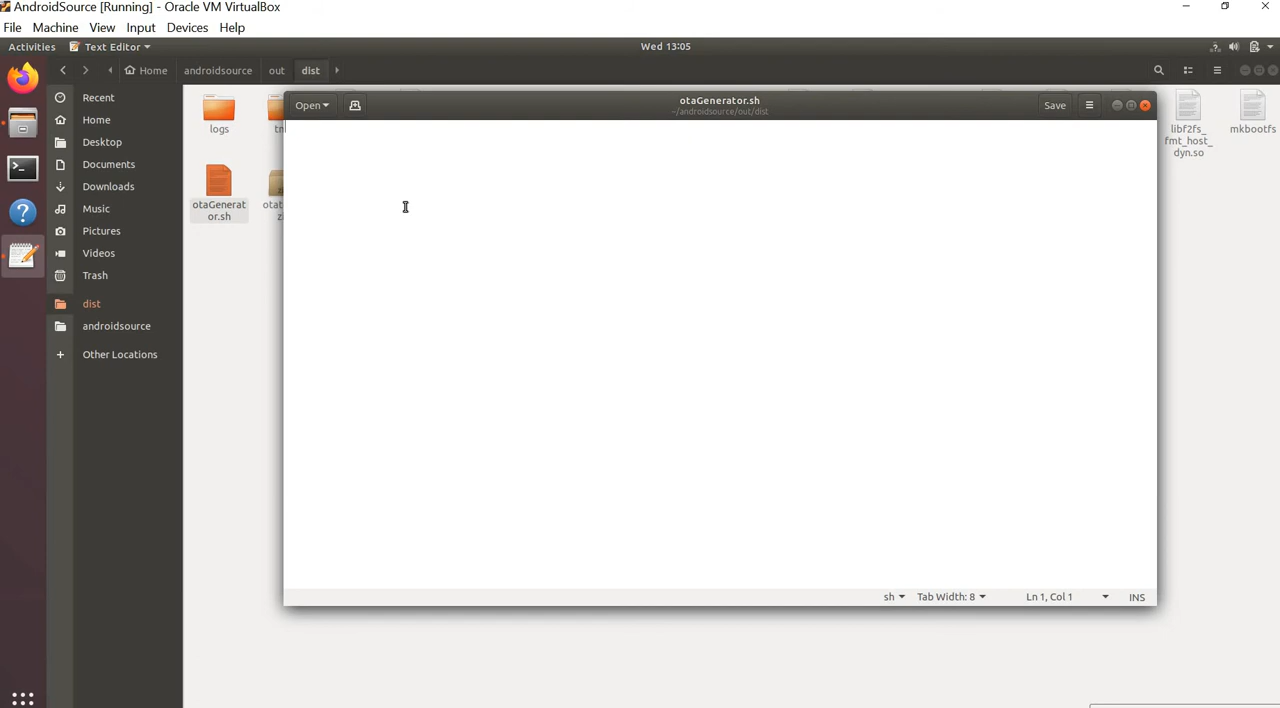 AndroidSource [Running] - Oracle VM VirtualBox
File Machine View Input Devices Help
Activities Text Editor Wed 13:05
Home androidsource out dist
Recent
Home
Desktop
Documents
Downloads
Music
Pictures
Videos
Trash
dist
androidsource
Other Locations
logs
otaGenerat
or.sh
Open
otaGenerator.sh
~/androidsource/out/dist
Save
libf2fs_
fmt_host_
dyn.so
mkbootfs
sh Tab Width: 8 Ln 1, Col 1 INS